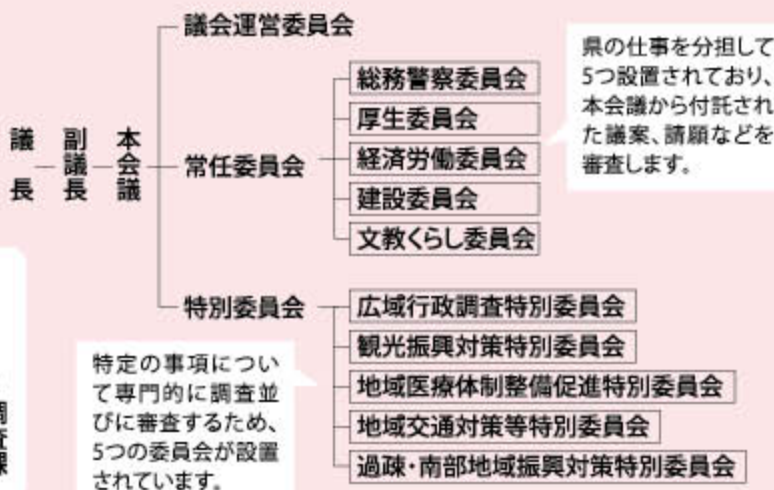 議会運営委員会
議長
副議長
本会議
常任委員会
総務警察委員会
厚生委員会
経済労働委員会
建設委員会
文教くらし委員会
県の仕事を分担して
5つ設置されており、
本会議から付託され
た議案、請願などを
審査します。
特別委員会
広域行政調査特別委員会
観光振興対策特別委員会
地域医療体制整備促進特別委員会
地域交通対策等特別委員会
過疎・南部地域振興対策特別委員会
特定の事項につい
て専門的に調査並
びに審査するため、
5つの委員会が設置
されています。
調査課